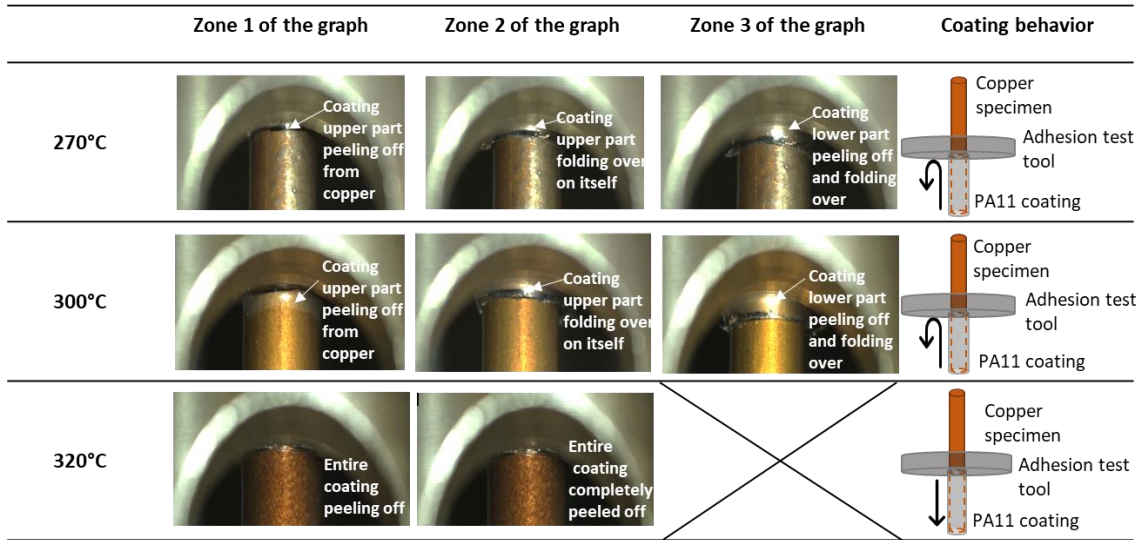 Zone 1 of the graph
Zone 2 of the graph
Zone 3 of the graph
Coating behavior
270°C
Coating
upper part
peeling off
from
copper
Coating
upper part
folding over
on itself
Coating
lower part
peeling off
and folding
over
Copper
specimen
Adhesion test
tool
PA11 coating
300°C
Coating
upper part
peeling off
from
copper
Coating
upper part
folding over
on itself
Coating
lower part
peeling off
and folding
over
Copper
specimen
Adhesion test
tool
PA11 coating
320°C
Entire
coating
peeling off
Entire
coating
completely
peeled off
Copper
specimen
Adhesion test
tool
PA11 coating